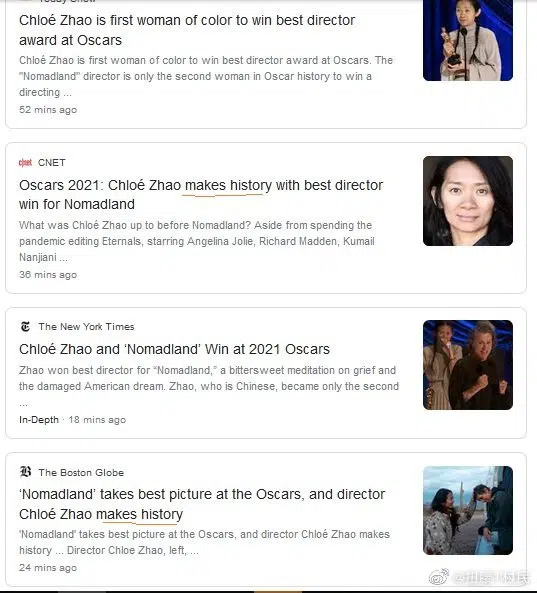 Chloé Zhao is first woman of color to win best director
award at Oscars
Chloé Zhao is first woman of color to win best director award at Oscars. The
"Nomadland" director is only the second woman in Oscar history to win a
directing ...
52 mins ago
cnet CNET
Oscars 2021: Chloé Zhao makes history with best director
win for Nomadland
What was Chloé Zhao up to before Nomadland? Aside from spending the
pandemic editing Eternals, starring Angelina Jolie, Richard Madden, Kumail
Nanjiani ...
36 mins ago
The New York Times
Chloé Zhao and ‘Nomadland’ Win at 2021 Oscars
Zhao won best director for “Nomadland,” a bittersweet meditation on grief and
the damaged American dream. Zhao, who is Chinese, became only the second
...
In-Depth · 18 mins ago
B The Boston Globe
‘Nomadland’ takes best picture at the Oscars, and director
Chloé Zhao makes history
'Nomadland' takes best picture at the Oscars, and director Chloé Zhao makes
history ... Director Chloe Zhao, left, ...
24 mins ago